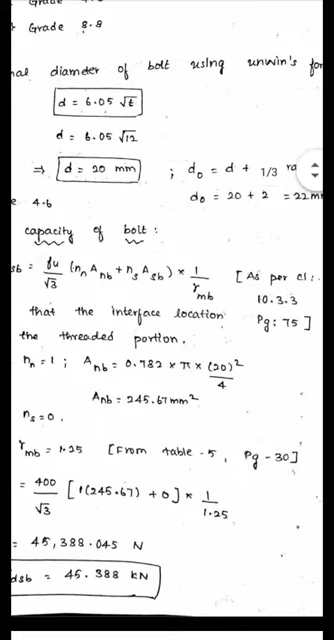 Grade
Grade 8.8
nal diameter of bolt using unwin's for
d = 6.05 √t
d = 6.05 √12
⇒ d = 20 mm ; d₀ = d + 1/3
d₀ = 20 + 2 = 22 mm
e 4.6
capacity of bolt :
sb = fu/√3 (nn Anb + ns Asb) × 1/γmb [As per cl:.
10.3.3
that the interface location Pg: 75]
the threaded portion.
nn = 1 ; Anb = 0.782 × π × (20)²/4
Anb = 245.67 mm²
ns = 0.
γmb = 1.25 [From table -5, Pg - 30]
= 400/√3 [1(245.67) + 0] × 1/1.25
= 45,388.045 N
dsb = 45.388 kN